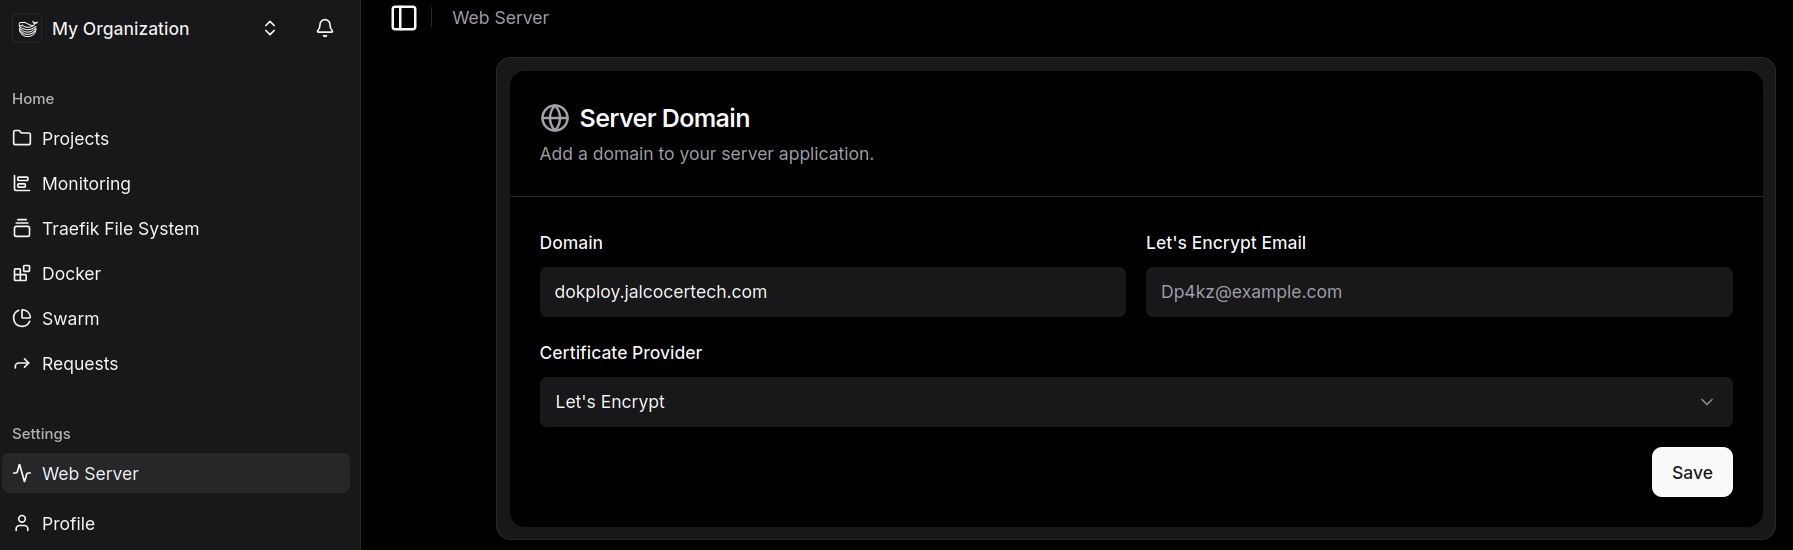 My Organization
Home
Projects
Monitoring
Traefik File System
Docker
Swarm
Requests
Settings
Web Server
Profile
Web Server
Server Domain
Add a domain to your server application.
Domain
dokploy.jalcocertech.com
Let's Encrypt Email
Dp4kz@example.com
Certificate Provider
Let's Encrypt
Save